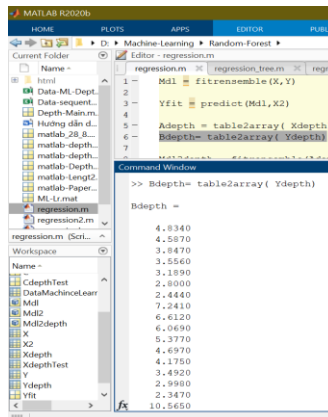 MATLAB R2020b
HOME PLOTS APPS EDITOR PUBL
D: Machine-Learning Random-Forest
Current Folder
Name
html
Data-ML-Dept...
Data-sequent...
Depth-Main.m...
Hướng dẫn d...
matlab_28_8....
matlab-depth...
matlab-depth...
matlab-Depth...
matlab-Lengt2...
matlab-Paper...
ML-Lr.mat
regression.m
regression2.m
regression.m (Scri...
Workspace
Name
CdepthTest
DataMachinceLearr
Mdl
Mdl2
Mdl2depth
X
X2
Xdepth
XdepthTest
Y
Ydepth
Yfit
Editor - regression.m
regression.m regression_tree.m regr
1 - Mdl = fitrensemble(X,Y)
2
3 - Yfit = predict(Mdl,X2)
4
5 - Adepth = table2array( Xdepth
6 - Bdepth= table2array( Ydepth)
7
Command Window
>> Bdepth= table2array( Ydepth)
Bdepth =
4.8340
4.5870
3.8470
3.5560
3.1890
2.8000
2.4440
7.2410
6.6120
6.0690
5.3770
4.6970
4.1750
3.4920
2.9980
2.3470
fx 10.5650